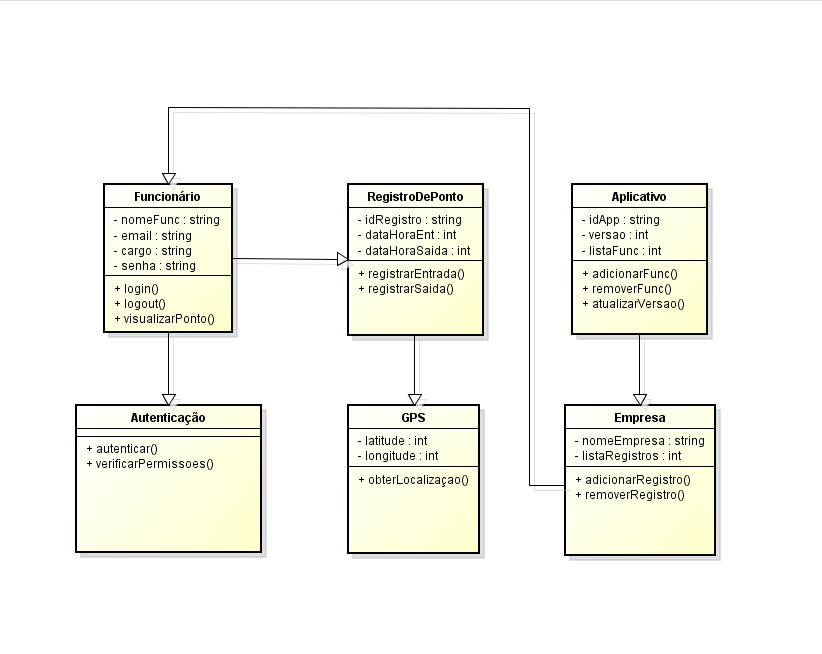 Funcionário
- nomeFunc : string
- email : string
- cargo : string
- senha : string
+ login()
+ logout()
+ visualizarPonto()
RegistroDePonto
- idRegistro : string
- dataHoraEnt : int
- dataHoraSaida : int
+ registrarEntrada()
+ registrarSaida()
Aplicativo
- idApp : string
- versao : int
- listaFunc : int
+ adicionarFunc()
+ removerFunc()
+ atualizarVersao()
Autenticação
+ autenticar()
+ verificarPermissoes()
GPS
- latitude : int
- longitude : int
+ obterLocalizaçao()
Empresa
- nomeEmpresa : string
- listaRegistros : int
+ adicionarRegistro()
+ removerRegistro()